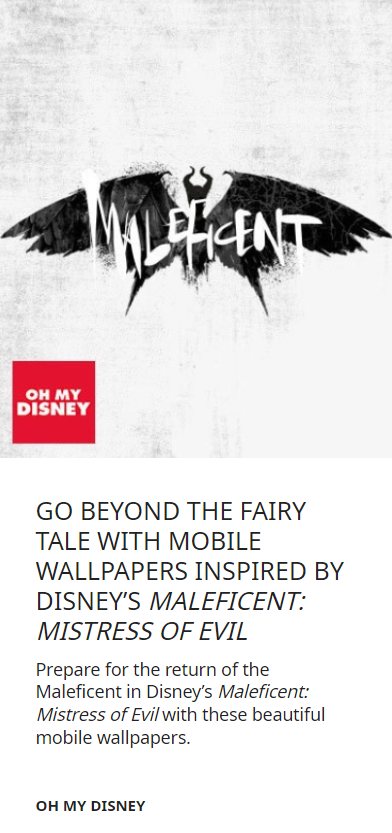 MALEFICENT
OH MY
DISNEY
GO BEYOND THE FAIRY
TALE WITH MOBILE
WALLPAPERS INSPIRED BY
DISNEY’S MALEFICENT:
MISTRESS OF EVIL
Prepare for the return of the
Maleficent in Disney’s Maleficent:
Mistress of Evil with these beautiful
mobile wallpapers.
OH MY DISNEY